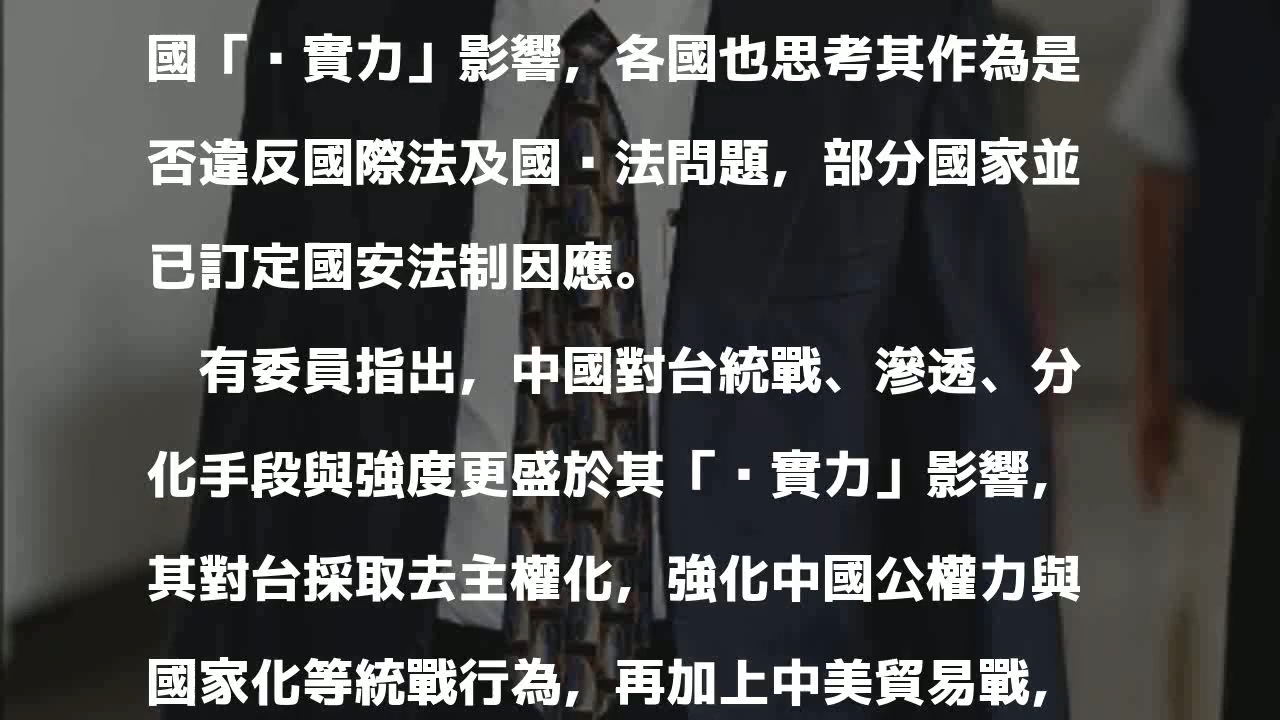 國「▪實力」影響，各國也思考其作為是
否違反國際法及國▪法問題，部分國家並
已訂定國安法制因應。
有委員指出，中國對台統戰、滲透、分
化手段與強度更盛於其「▪實力」影響，
其對台採取去主權化，強化中國公權力與
國家化等統戰行為，再加上中美貿易戰，